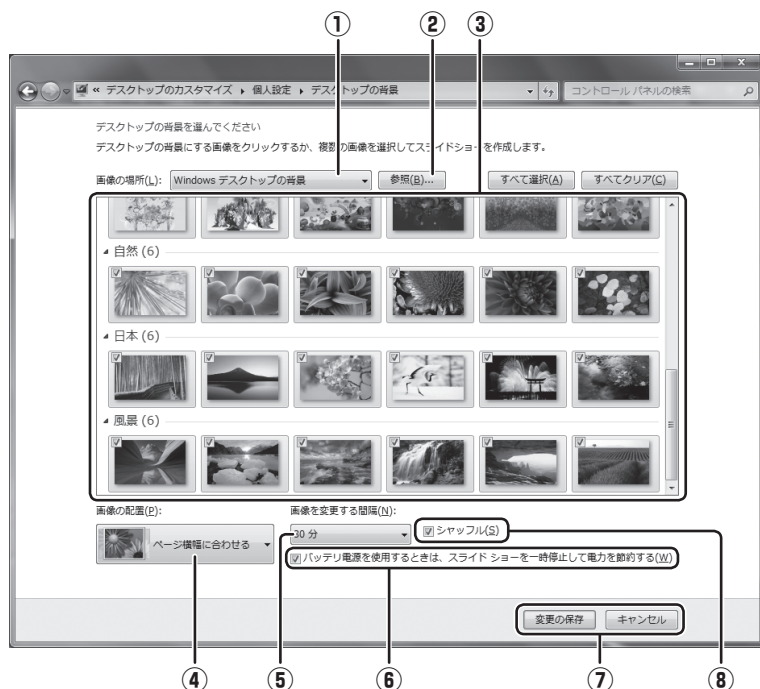 ① ② ③
« デスクトップのカスタマイズ ▸ 個人設定 ▸ デスクトップの背景
コントロール パネルの検索
デスクトップの背景を選んでください
デスクトップの背景にする画像をクリックするか、複数の画像を選択してスライドショーを作成します。
画像の場所(L): Windows デスクトップの背景 参照(B)... すべて選択(A) すべてクリア(C)
自然 (6)
日本 (6)
風景 (6)
画像の配置(P): 画像を変更する間隔(N):
ページ横幅に合わせる
30 分 シャッフル(S)
バッテリ電源を使用するときは、スライド ショーを一時停止して電力を節約する(W)
変更の保存 キャンセル
④ ⑤ ⑥ ⑦ ⑧